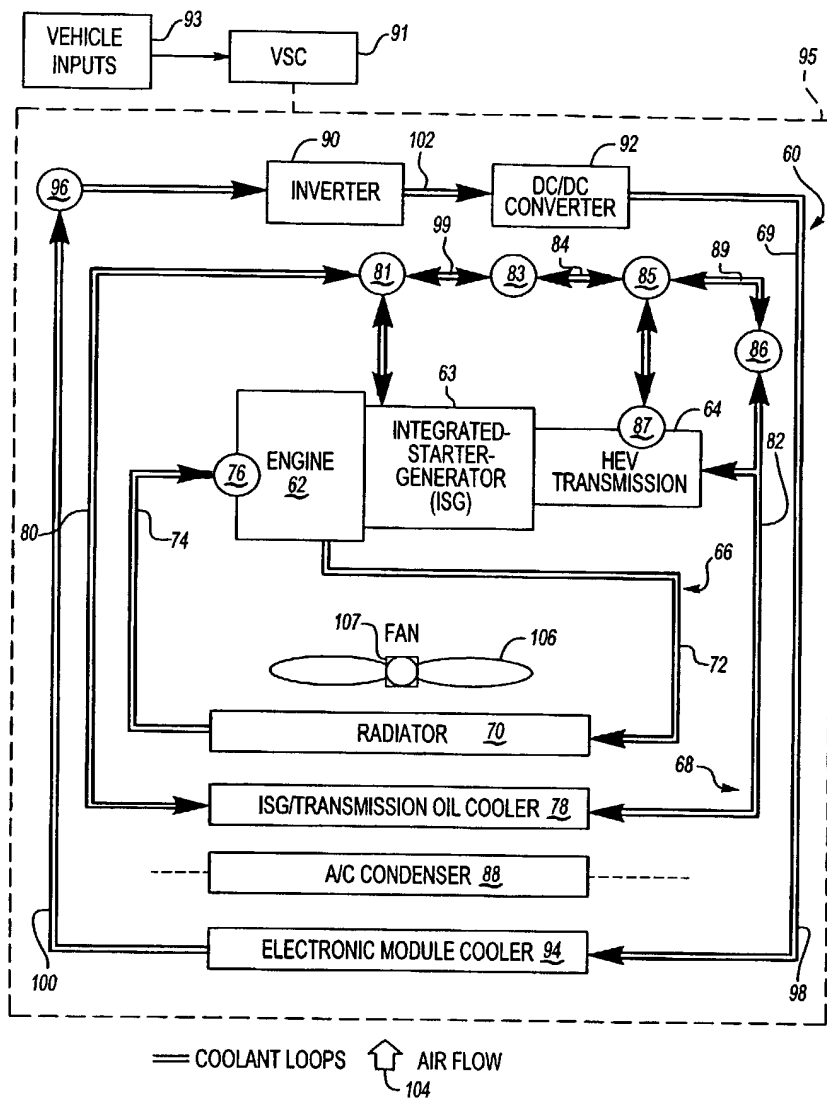 93
VEHICLE
INPUTS
VSC
91
95
90
102
92
60
96
INVERTER
DC/DC
CONVERTER
69
99
84
89
81
83
85
86
63
64
87
82
ENGINE
62
INTEGRATED-
STARTER-
GENERATOR
(ISG)
HEV
TRANSMISSION
76
80
74
66
107
FAN
106
72
RADIATOR 70
68
ISG/TRANSMISSION OIL COOLER 78
A/C CONDENSER 88
ELECTRONIC MODULE COOLER 94
100
98
COOLANT LOOPS
AIR FLOW
104